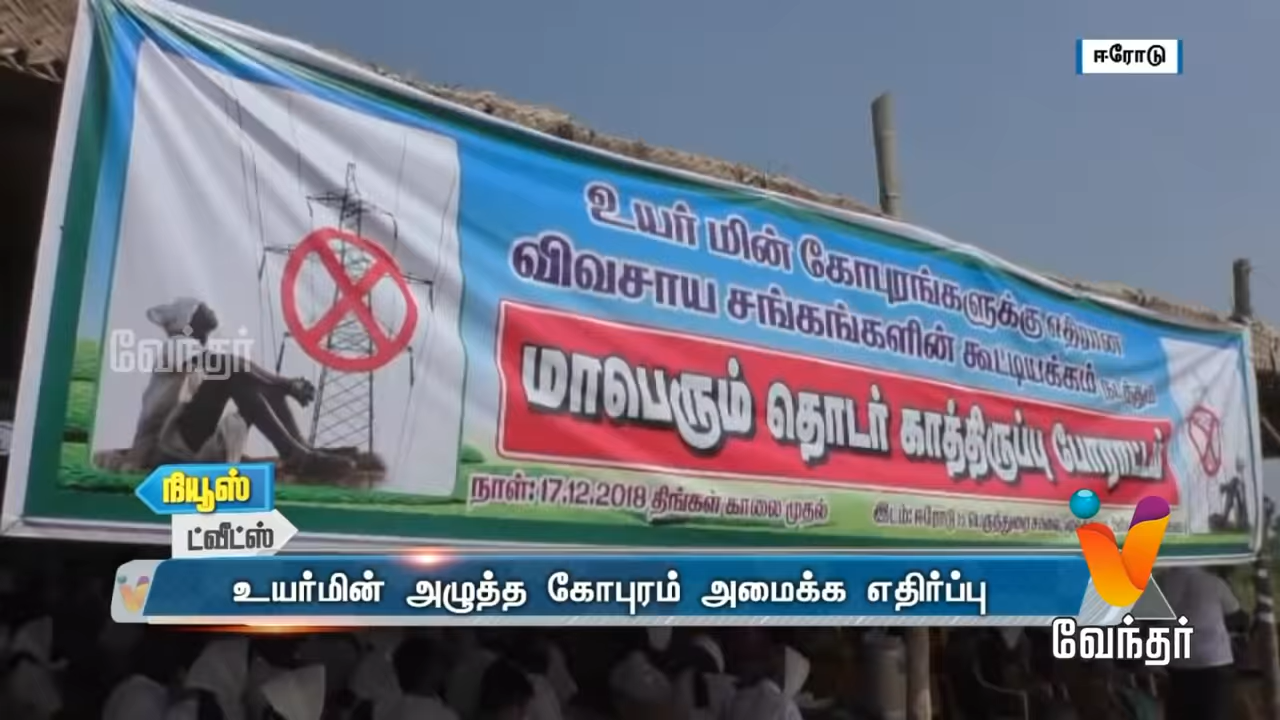 ஈரோடு
உயர் மின் கோபுரங்களுக்கு எதிரான
விவசாய சங்கங்களின் கூட்டியக்கம் நடத்தும்
மாபெரும் தொடர் காத்திருப்பு போராட்டம்
நாள்: 17.12.2018 திங்கள் காலை முதல்
இடம்: ஈரோடு
வேந்தர்
நியூஸ்
ட்வீட்ஸ்
உயர்மின் அழுத்த கோபுரம் அமைக்க எதிர்ப்பு
வேந்தர்